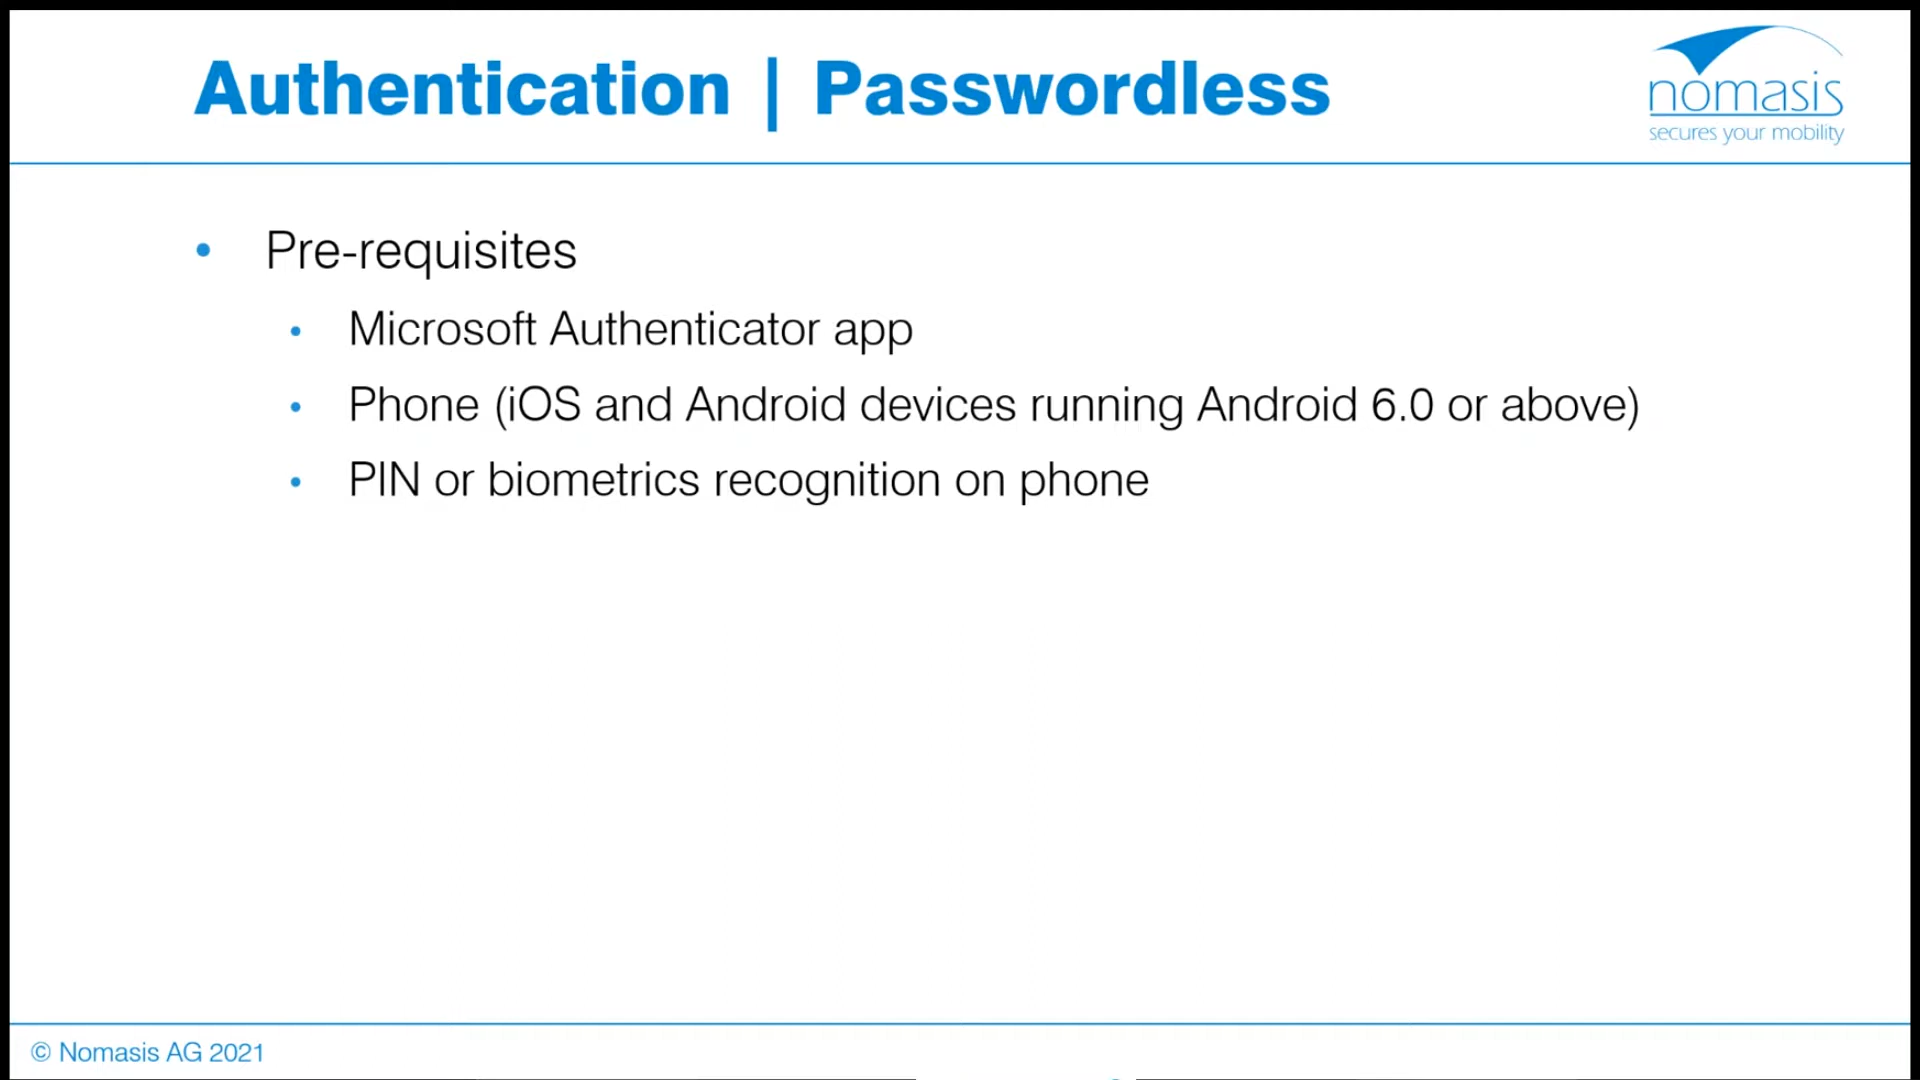 Authentication | Passwordless
nomasis
secures your mobility
• Pre-requisites
• Microsoft Authenticator app
• Phone (iOS and Android devices running Android 6.0 or above)
• PIN or biometrics recognition on phone
© Nomasis AG 2021